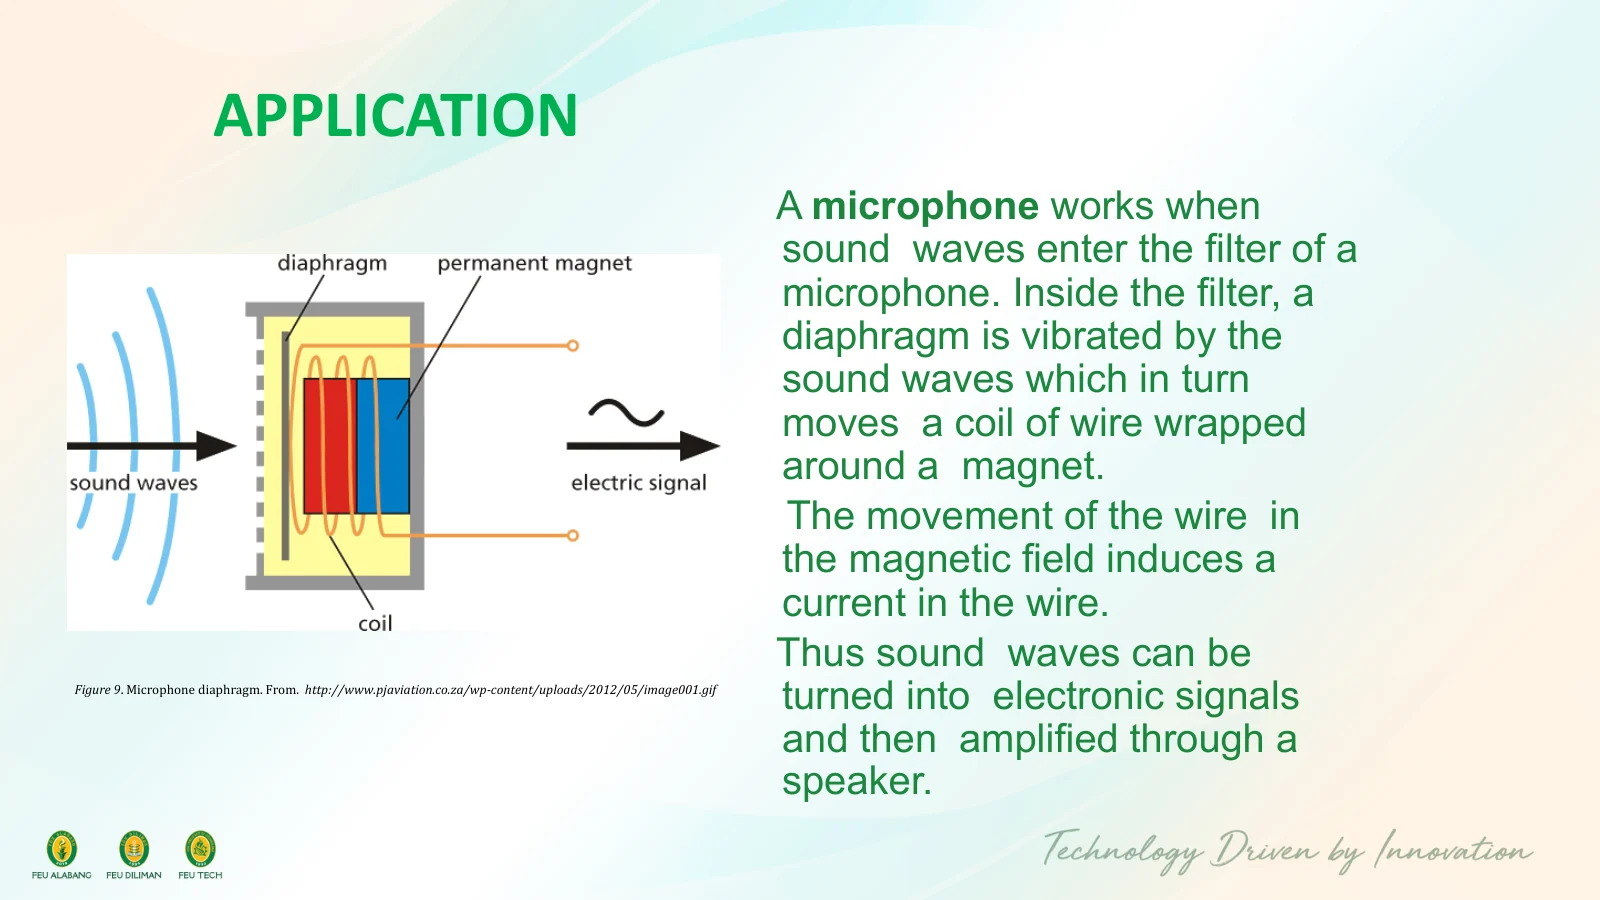 APPLICATION
diaphragm
permanent magnet
sound waves
electric signal
coil
Figure 9. Microphone diaphragm. From. http://www.pjaviation.co.za/wp-content/uploads/2012/05/image001.gif
A microphone works when
sound waves enter the filter of a
microphone. Inside the filter, a
diaphragm is vibrated by the
sound waves which in turn
moves a coil of wire wrapped
around a magnet.
The movement of the wire in
the magnetic field induces a
current in the wire.
Thus sound waves can be
turned into electronic signals
and then amplified through a
speaker.
FEU ALABANG
FEU DILIMAN
FEU TECH
Technology Driven by Innovation